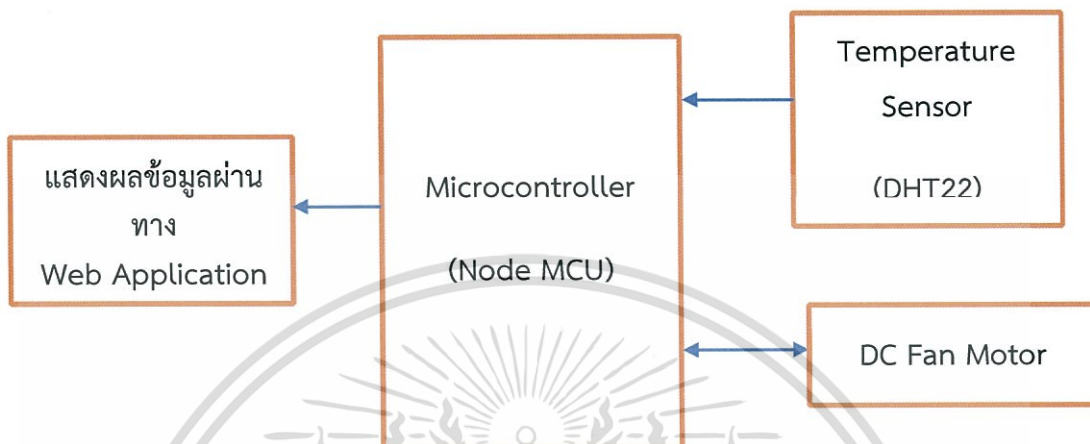 แสดงผลข้อมูลผ่าน
ทาง
Web Application
Microcontroller
(Node MCU)
Temperature
Sensor
(DHT22)
DC Fan Motor